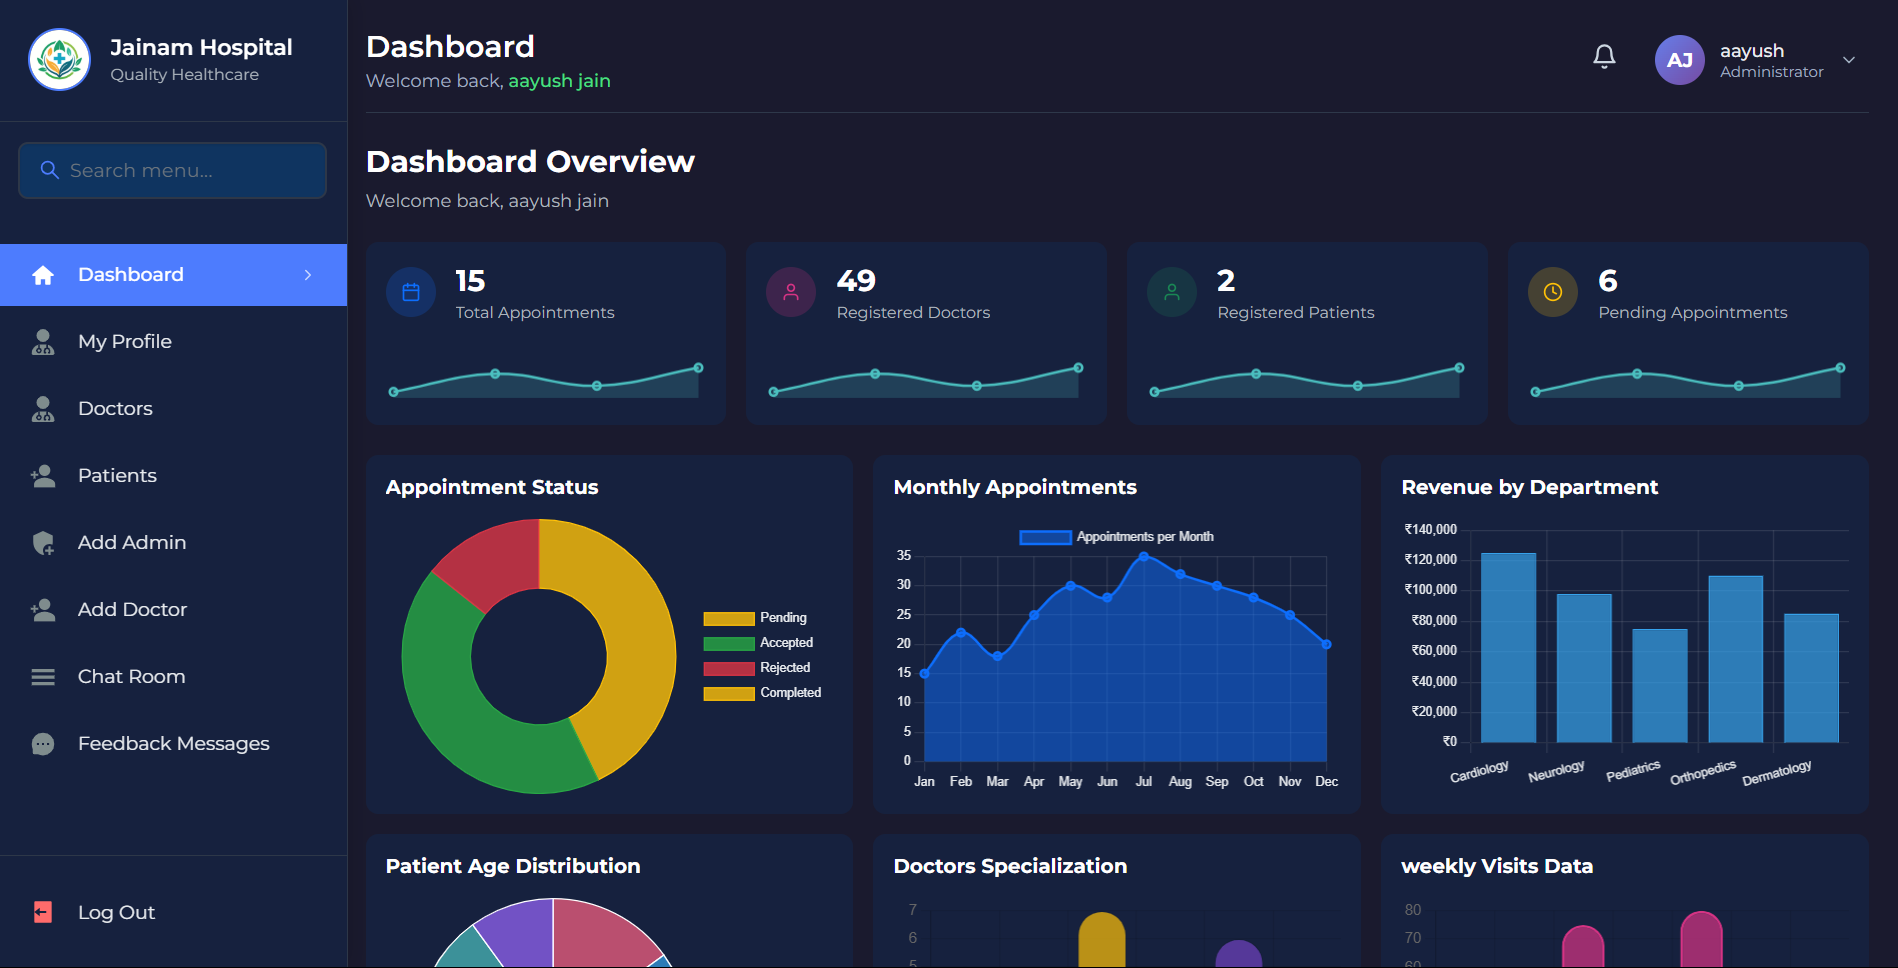 Jainam Hospital
Quality Healthcare
Search menu...
Dashboard
My Profile
Doctors
Patients
Add Admin
Add Doctor
Chat Room
Feedback Messages
Log Out
Dashboard
Welcome back, aayush jain
AJ
aayush
Administrator
Dashboard Overview
Welcome back, aayush jain
15
Total Appointments
49
Registered Doctors
2
Registered Patients
6
Pending Appointments
Appointment Status
Pending
Accepted
Rejected
Completed
Monthly Appointments
Appointments per Month
35
30
25
20
15
10
5
0
Jan Feb Mar Apr May Jun Jul Aug Sep Oct Nov Dec
Revenue by Department
₹140,000
₹120,000
₹100,000
₹80,000
₹60,000
₹40,000
₹20,000
₹0
Cardiology Neurology Pediatrics Orthopedics Dermatology
Patient Age Distribution
Doctors Specialization
7
6
5
weekly Visits Data
80
70
60